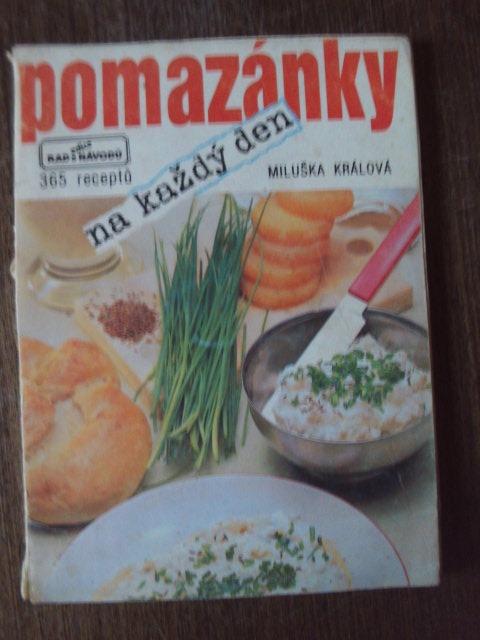 pomazánky
na každý den
edice
RAD a NÁVODŮ
365 receptů
MILUŠKA KRÁLOVÁ